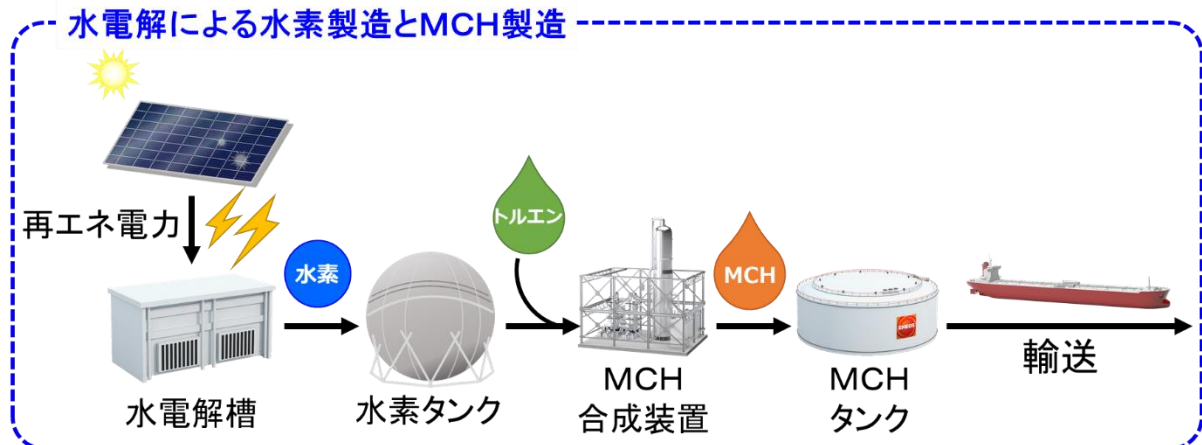 水電解による水素製造とMCH製造
再エネ電力
水素
トルエン
MCH
輸送
水電解槽
水素タンク
MCH
合成装置
MCH
タンク
ENEOS